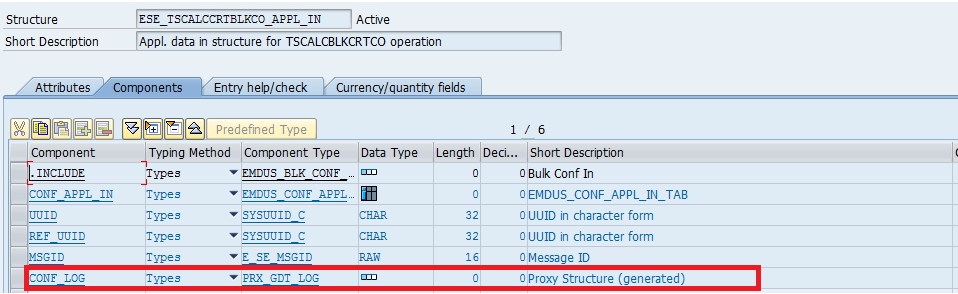 Structure ESE_TSCALCCRTBLKCO_APPL_IN Active
Short Description Appl. data in structure for TSCALCBLKCRTCO operation
Attributes Components Entry help/check Currency/quantity fields
Predefined Type 1 / 6
Component Typing Method Component Type Data Type Length Deci... Short Description
.INCLUDE Types EMDUS_BLK_CONF_... 0 0 Bulk Conf In
CONF_APPL_IN Types EMDUS_CONF_APPL... 0 0 EMDUS_CONF_APPL_IN_TAB
UUID Types SYSUUID_C CHAR 32 0 UUID in character form
REF_UUID Types SYSUUID_C CHAR 32 0 UUID in character form
MSGID Types E_SE_MSGID RAW 16 0 Message ID
CONF_LOG Types PRX_GDT_LOG 0 0 Proxy Structure (generated)